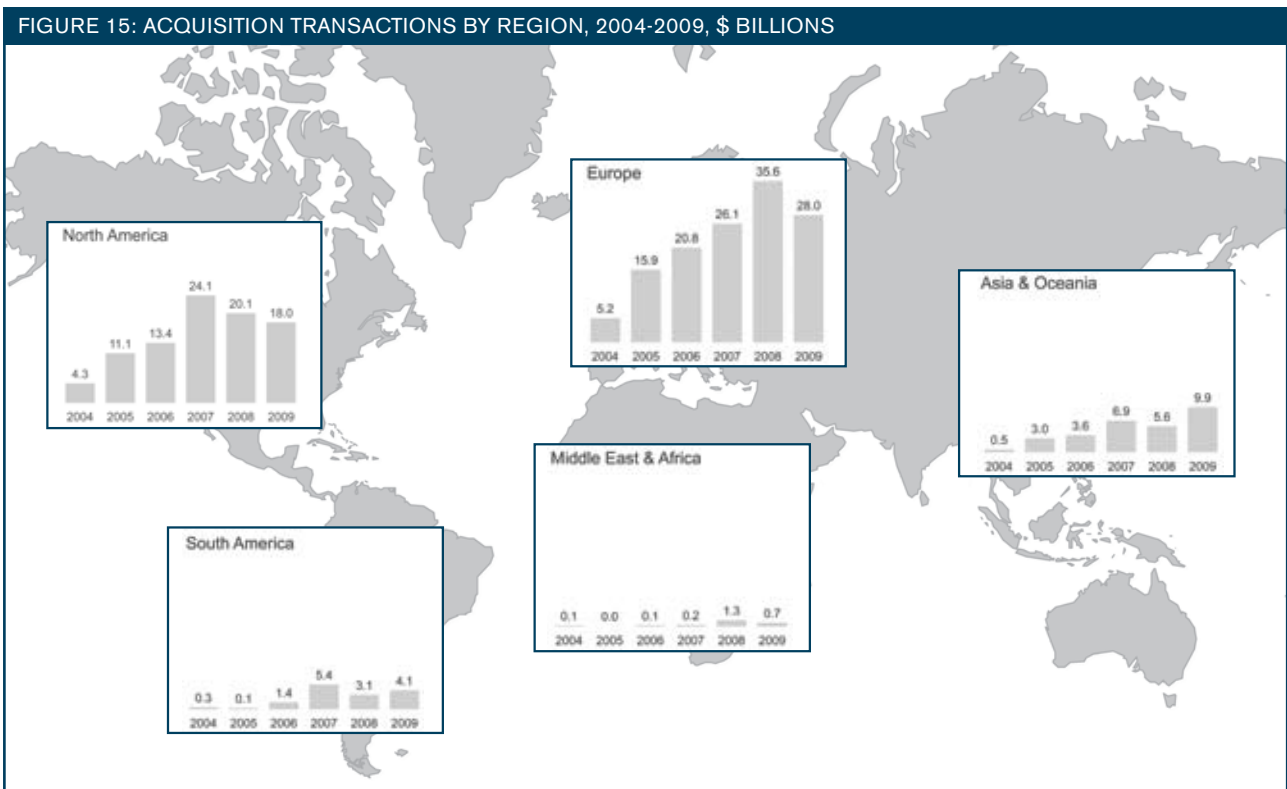 FIGURE 15: ACQUISITION TRANSACTIONS BY REGION, 2004-2009, $ BILLIONS
North America
4.3 11.1 13.4 24.1 20.1 18.0
2004 2005 2006 2007 2008 2009
Europe
5.2 15.9 20.8 26.1 35.6 28.0
2004 2005 2006 2007 2008 2009
Asia & Oceania
0.5 3.0 3.6 6.9 5.6 9.9
2004 2005 2006 2007 2008 2009
Middle East & Africa
0.1 0.0 0.1 0.2 1.3 0.7
2004 2005 2006 2007 2008 2009
South America
0.3 0.1 1.4 5.4 3.1 4.1
2004 2005 2006 2007 2008 2009